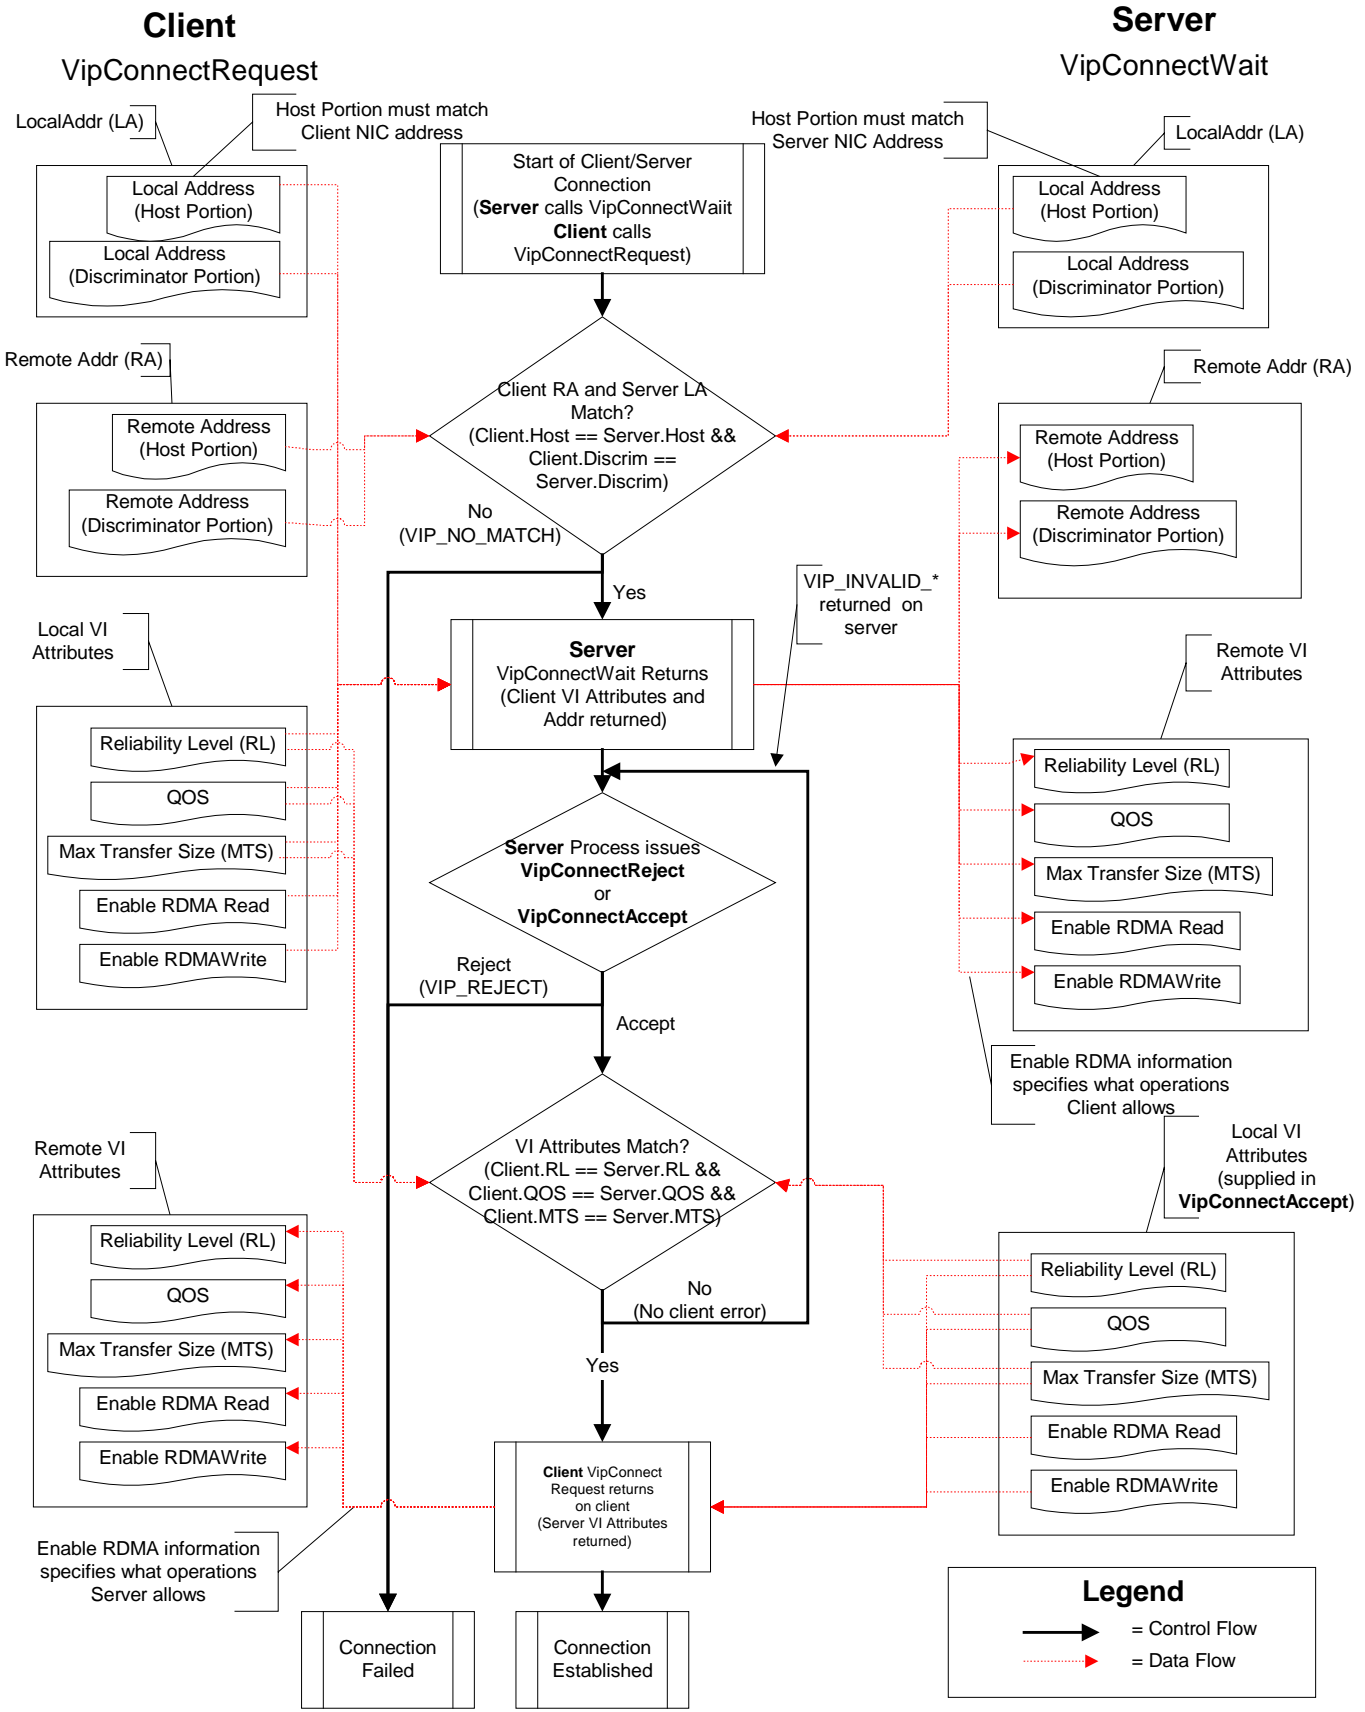 Client
VipConnectRequest
Server
VipConnectWait
LocalAddr (LA)
Host Portion must match
Client NIC address
Host Portion must match
Server NIC Address
LocalAddr (LA)
Local Address
(Host Portion)
Local Address
(Discriminator Portion)
Start of Client/Server
Connection
(Server calls VipConnectWaiit
Client calls
VipConnectRequest)
Local Address
(Host Portion)
Local Address
(Discriminator Portion)
Remote Addr (RA)
Remote Address
(Host Portion)
Remote Address
(Discriminator Portion)
Client RA and Server LA
Match?
(Client.Host == Server.Host &&
Client.Discrim ==
Server.Discrim)
Remote Addr (RA)
Remote Address
(Host Portion)
Remote Address
(Discriminator Portion)
No
(VIP_NO_MATCH)
Yes
VIP_INVALID_*
returned on
server
Local VI
Attributes
Server
VipConnectWait Returns
(Client VI Attributes and
Addr returned)
Remote VI
Attributes
Reliability Level (RL)
QOS
Max Transfer Size (MTS)
Enable RDMA Read
Enable RDMAWrite
Server Process issues
VipConnectReject
or
VipConnectAccept
Reliability Level (RL)
QOS
Max Transfer Size (MTS)
Enable RDMA Read
Enable RDMAWrite
Reject
(VIP_REJECT)
Accept
Enable RDMA information
specifies what operations
Client allows
Remote VI
Attributes
VI Attributes Match?
(Client.RL == Server.RL &&
Client.QOS == Server.QOS &&
Client.MTS == Server.MTS)
Local VI
Attributes
(supplied in
VipConnectAccept)
Reliability Level (RL)
QOS
Max Transfer Size (MTS)
Enable RDMA Read
Enable RDMAWrite
No
(No client error)
Yes
Reliability Level (RL)
QOS
Max Transfer Size (MTS)
Enable RDMA Read
Enable RDMAWrite
Client VipConnect
Request returns
on client
(Server VI Attributes
returned)
Enable RDMA information
specifies what operations
Server allows
Connection
Failed
Connection
Established
Legend
= Control Flow
= Data Flow